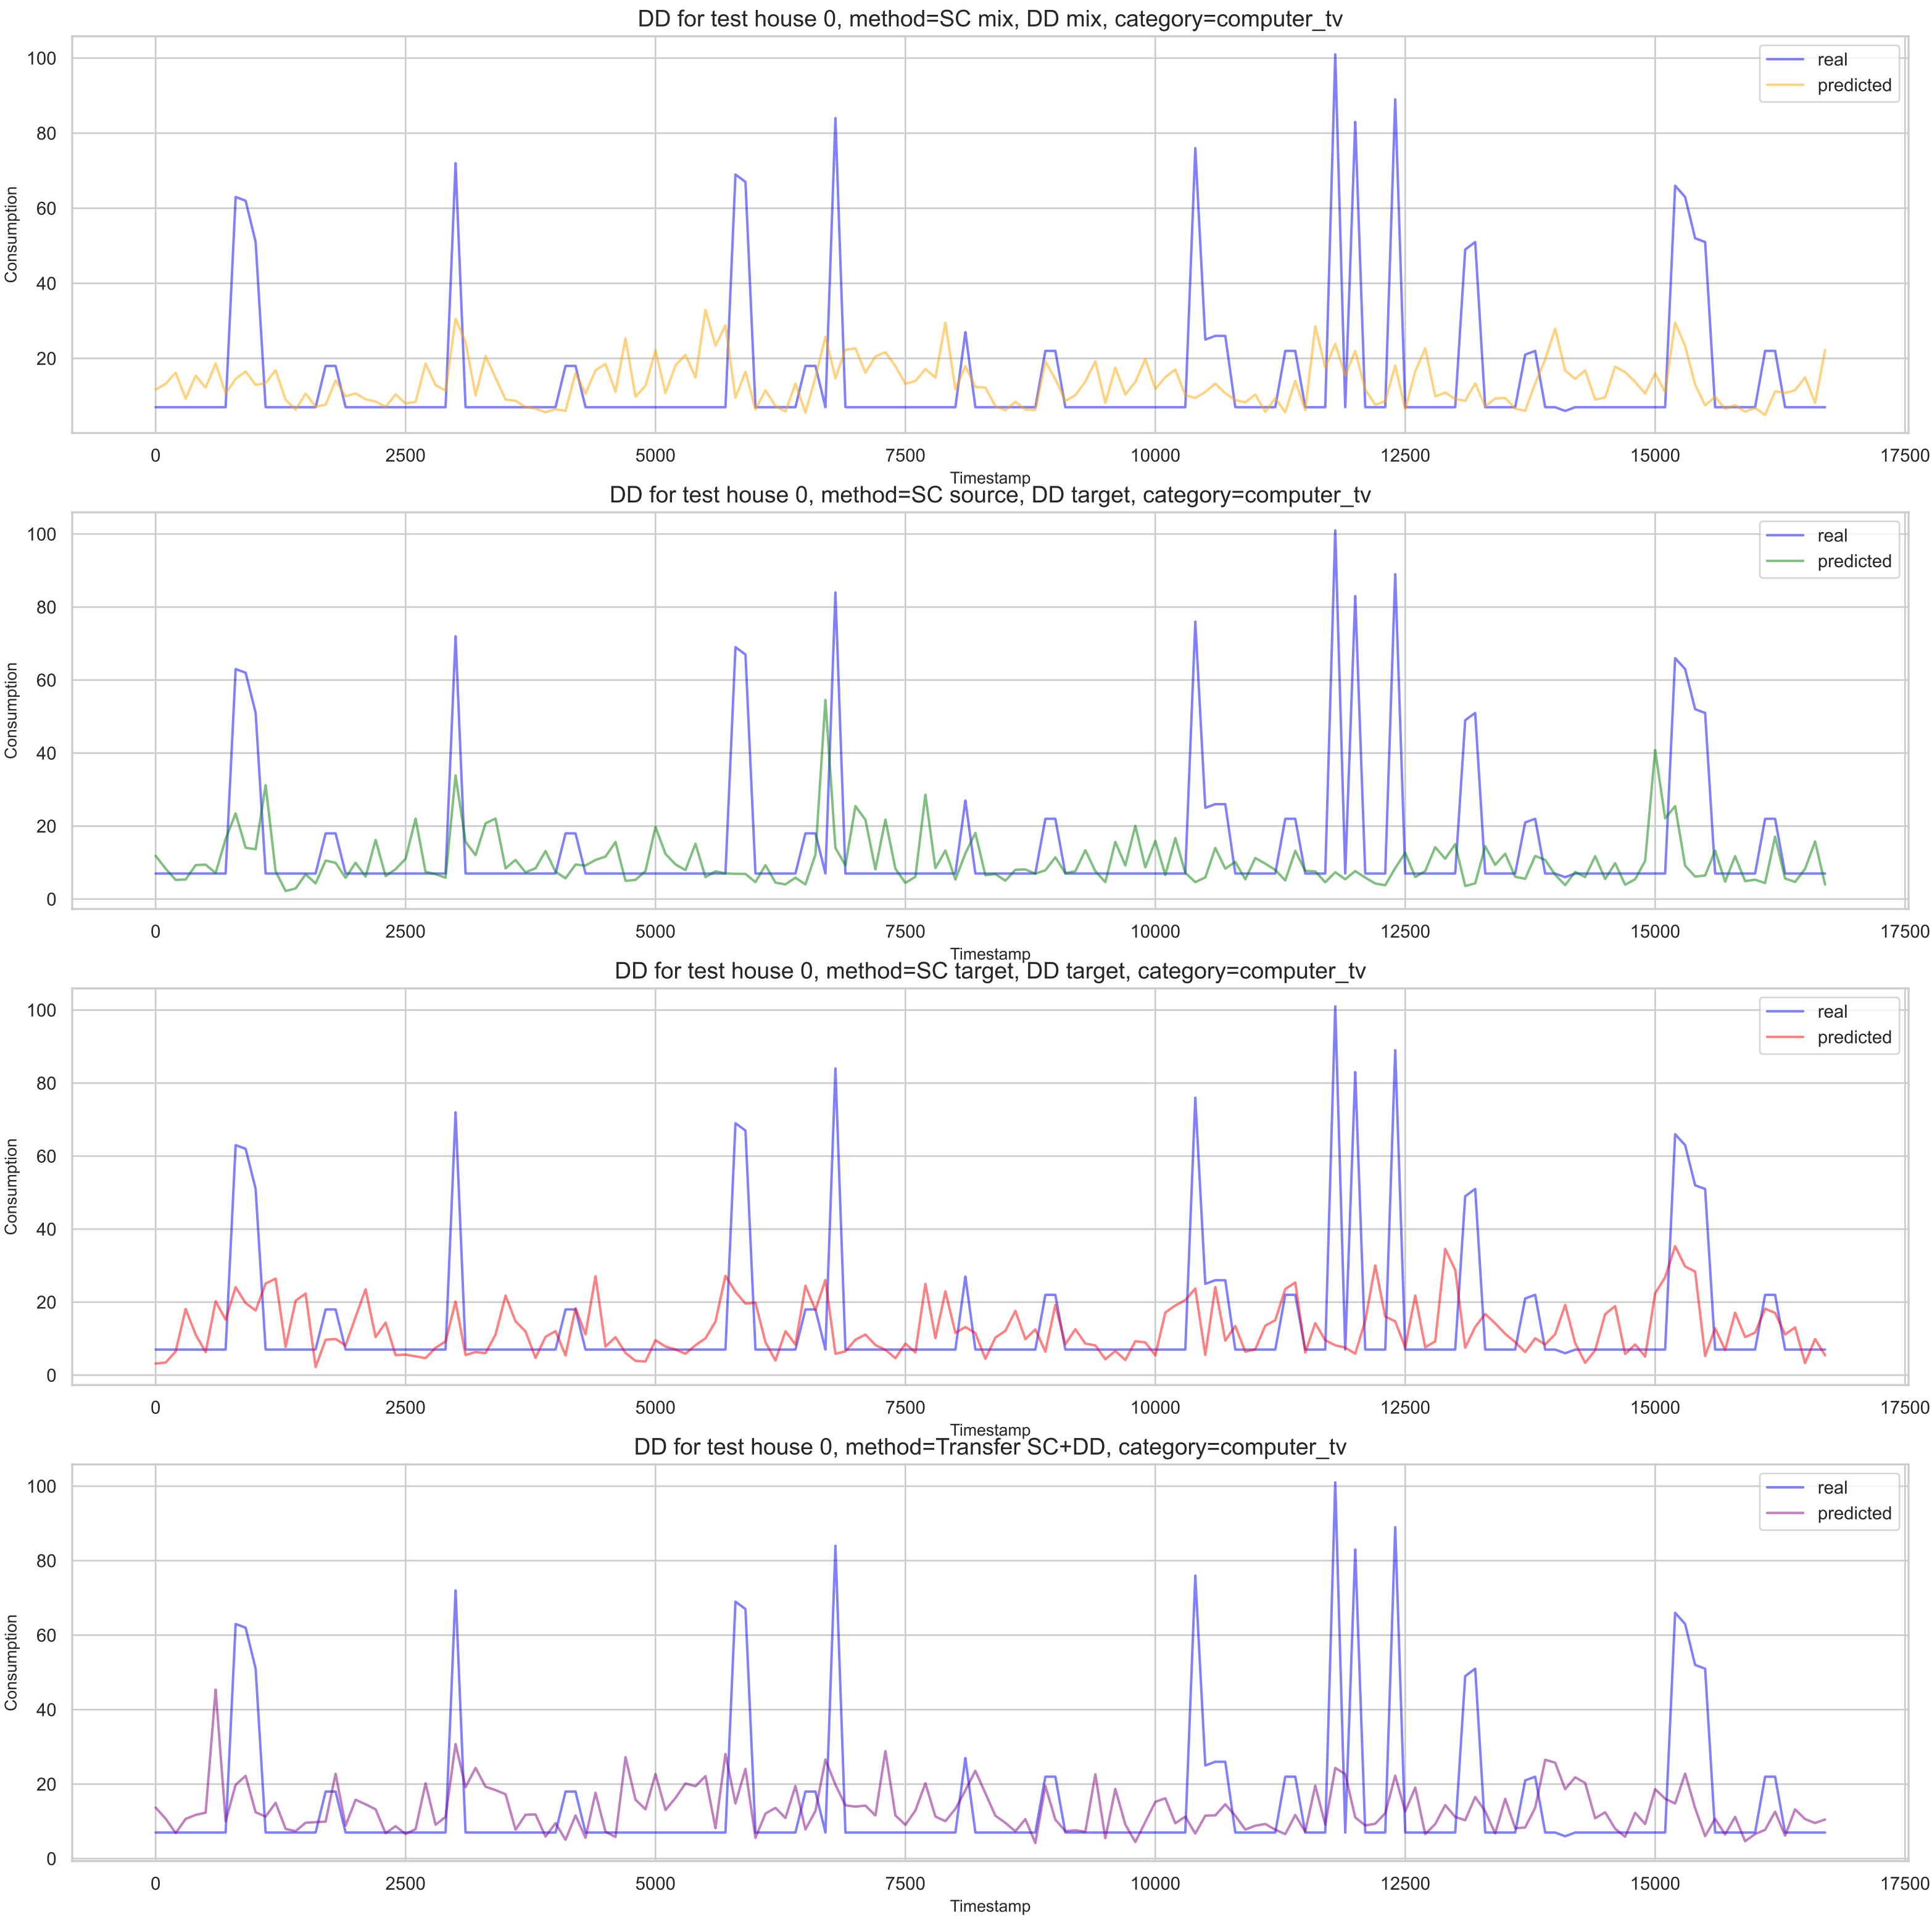 DD for test house 0, method=SC mix, DD mix, category=computer_tv
real
predicted
Consumption
100
80
60
40
20
0 2500 5000 7500 10000 12500 15000 17500
Timestamp
DD for test house 0, method=SC source, DD target, category=computer_tv
real
predicted
Consumption
100
80
60
40
20
0
0 2500 5000 7500 10000 12500 15000 17500
Timestamp
DD for test house 0, method=SC target, DD target, category=computer_tv
real
predicted
Consumption
100
80
60
40
20
0
0 2500 5000 7500 10000 12500 15000 17500
Timestamp
DD for test house 0, method=Transfer SC+DD, category=computer_tv
real
predicted
Consumption
100
80
60
40
20
0
0 2500 5000 7500 10000 12500 15000 17500
Timestamp